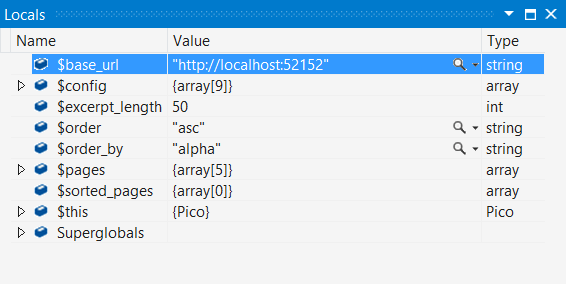 Locals
Name Value Type
$base_url "http://localhost:52152" string
$config {array[9]} array
$excerpt_length 50 int
$order "asc" string
$order_by "alpha" string
$pages {array[5]} array
$sorted_pages {array[0]} array
$this {Pico} Pico
Superglobals